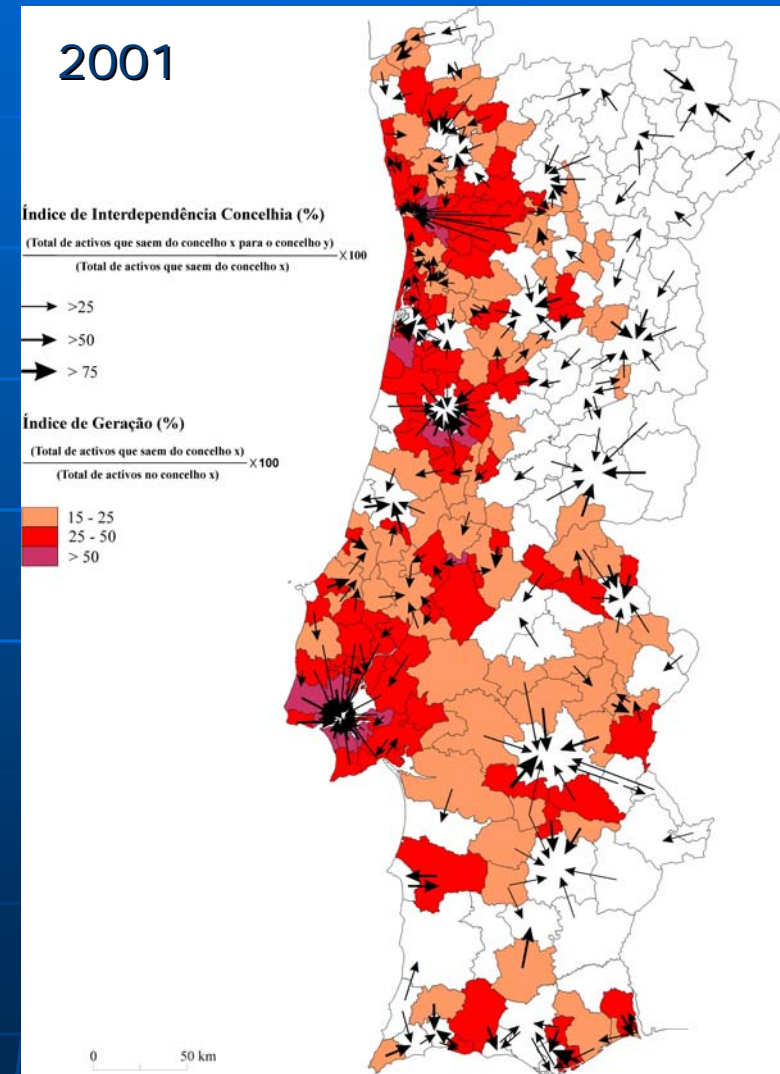 2001
Índice de Interdependência Concelhia (%)
(Total de activos que saem do concelho x para o concelho y)
X 100
(Total de activos que saem do concelho x)
>25
>50
> 75
Índice de Geração (%)
(Total de activos que saem do concelho x)
X 100
(Total de activos no concelho x)
15 - 25
25 - 50
> 50
0 50 km